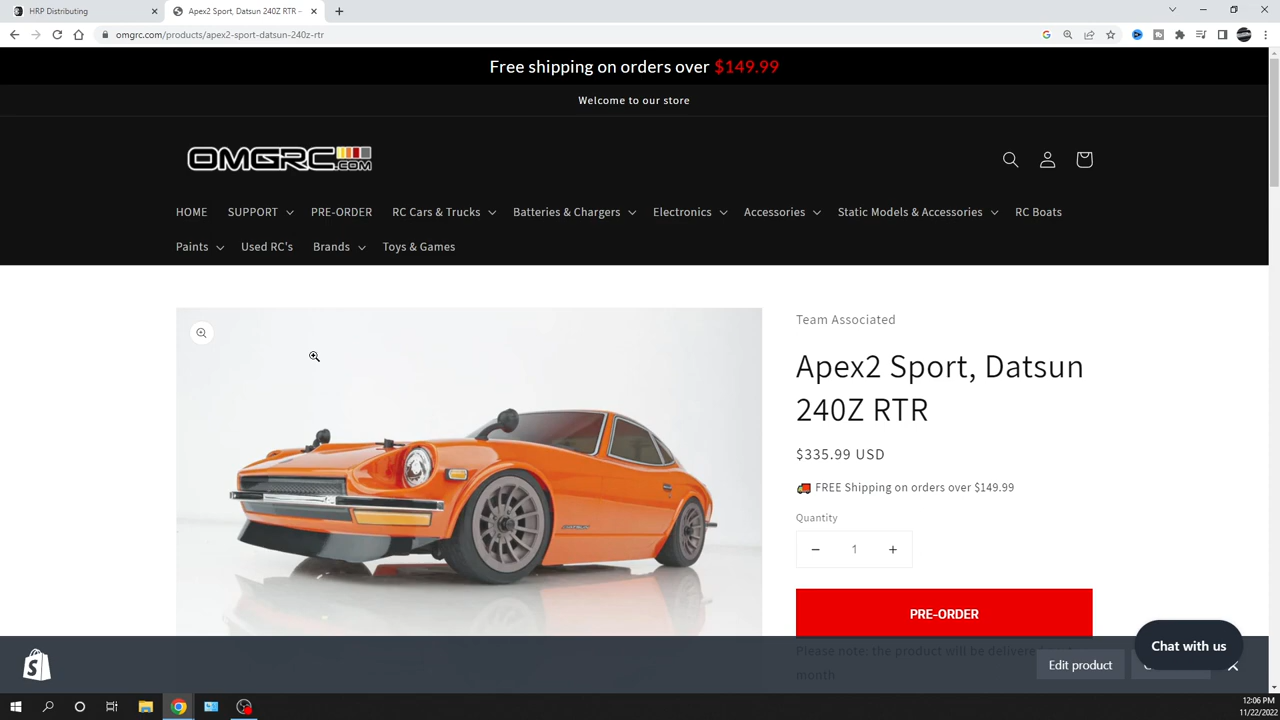 HRP Distributing
Apex2 Sport, Datsun 240Z RTR –
omgrc.com/products/apex2-sport-datsun-240z-rtr
Free shipping on orders over $149.99
Welcome to our store
OMGRC.COM
HOME SUPPORT PRE-ORDER RC Cars & Trucks Batteries & Chargers Electronics Accessories Static Models & Accessories RC Boats
Paints Used RC's Brands Toys & Games
Team Associated
Apex2 Sport, Datsun
240Z RTR
$335.99 USD
FREE Shipping on orders over $149.99
Quantity
1
PRE-ORDER
Please note: the product will be delivered
month
Chat with us
Edit product
12:06 PM
11/22/2022